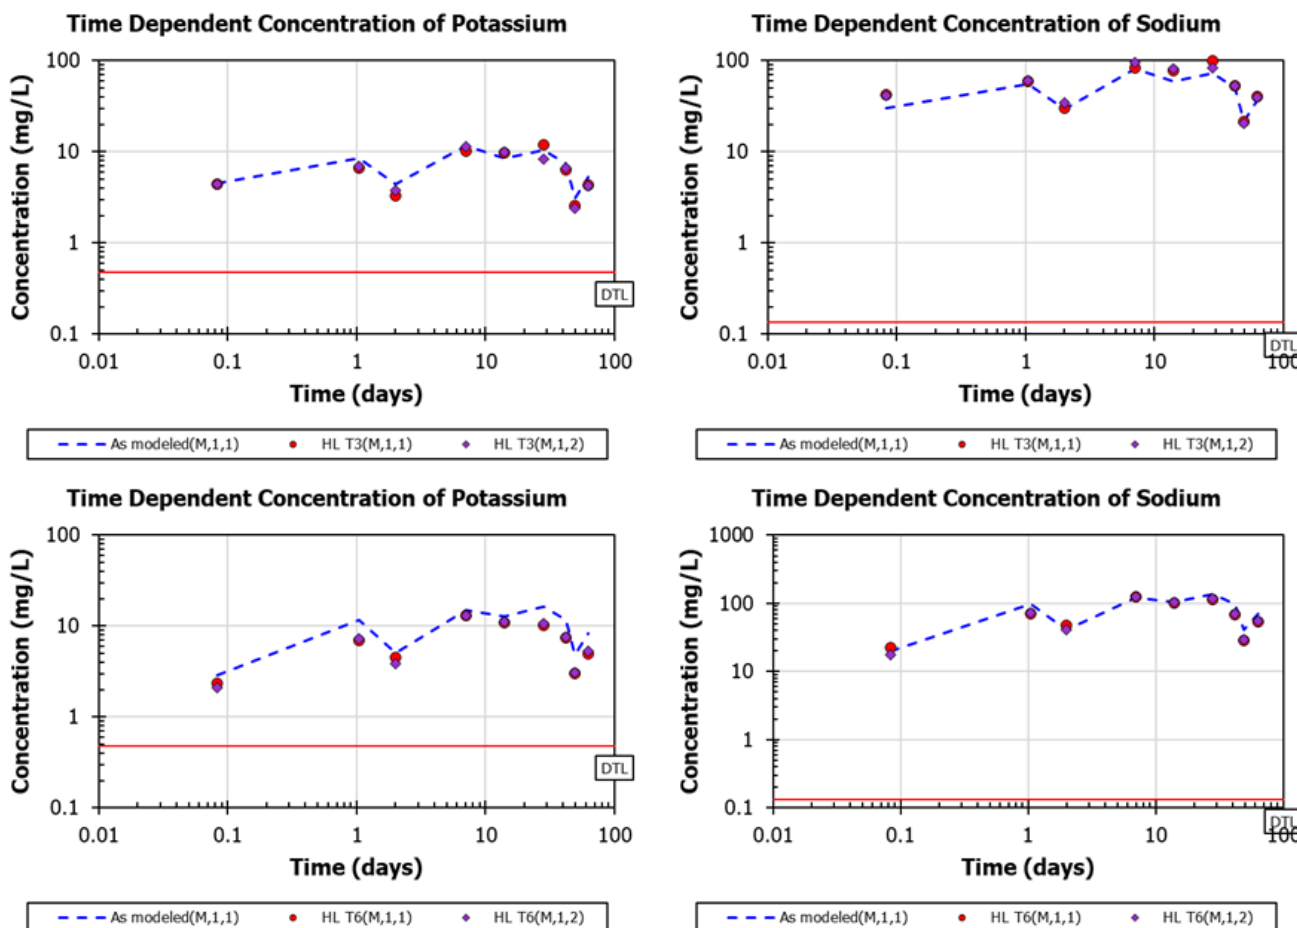 Time Dependent Concentration of Potassium
Concentration (mg/L)
100
10
1
0.1
DTL
0.01 0.1 1 10 100
Time (days)
As modeled(M,1,1) HL T3(M,1,1) HL T3(M,1,2)
Time Dependent Concentration of Sodium
Concentration (mg/L)
100
10
1
0.1
DTL
0.01 0.1 1 10 100
Time (days)
As modeled(M,1,1) HL T3(M,1,1) HL T3(M,1,2)
Time Dependent Concentration of Potassium
Concentration (mg/L)
100
10
1
0.1
DTL
0.01 0.1 1 10 100
Time (days)
As modeled(M,1,1) HL T6(M,1,1) HL T6(M,1,2)
Time Dependent Concentration of Sodium
Concentration (mg/L)
1000
100
10
1
0.1
DTL
0.01 0.1 1 10 100
Time (days)
As modeled(M,1,1) HL T6(M,1,1) HL T6(M,1,2)